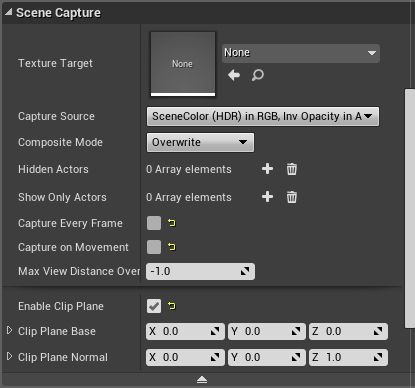 Scene Capture
Texture Target
None
None
Capture Source
SceneColor (HDR) in RGB, Inv Opacity in A
Composite Mode
Overwrite
Hidden Actors
0 Array elements
Show Only Actors
0 Array elements
Capture Every Frame
Capture on Movement
Max View Distance Over
-1.0
Enable Clip Plane
Clip Plane Base
X 0.0
Y 0.0
Z 0.0
Clip Plane Normal
X 0.0
Y 0.0
Z 1.0